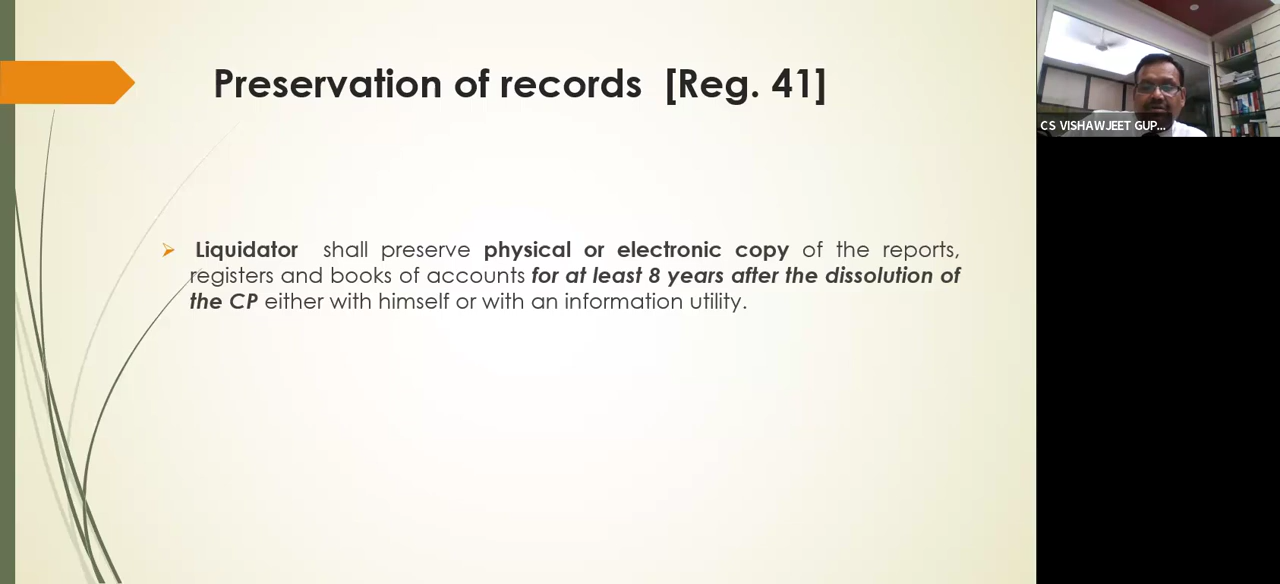 Preservation of records [Reg. 41]
CS VISHAWJEET GUP...
➤ Liquidator shall preserve physical or electronic copy of the reports,
registers and books of accounts for at least 8 years after the dissolution of
the CP either with himself or with an information utility.